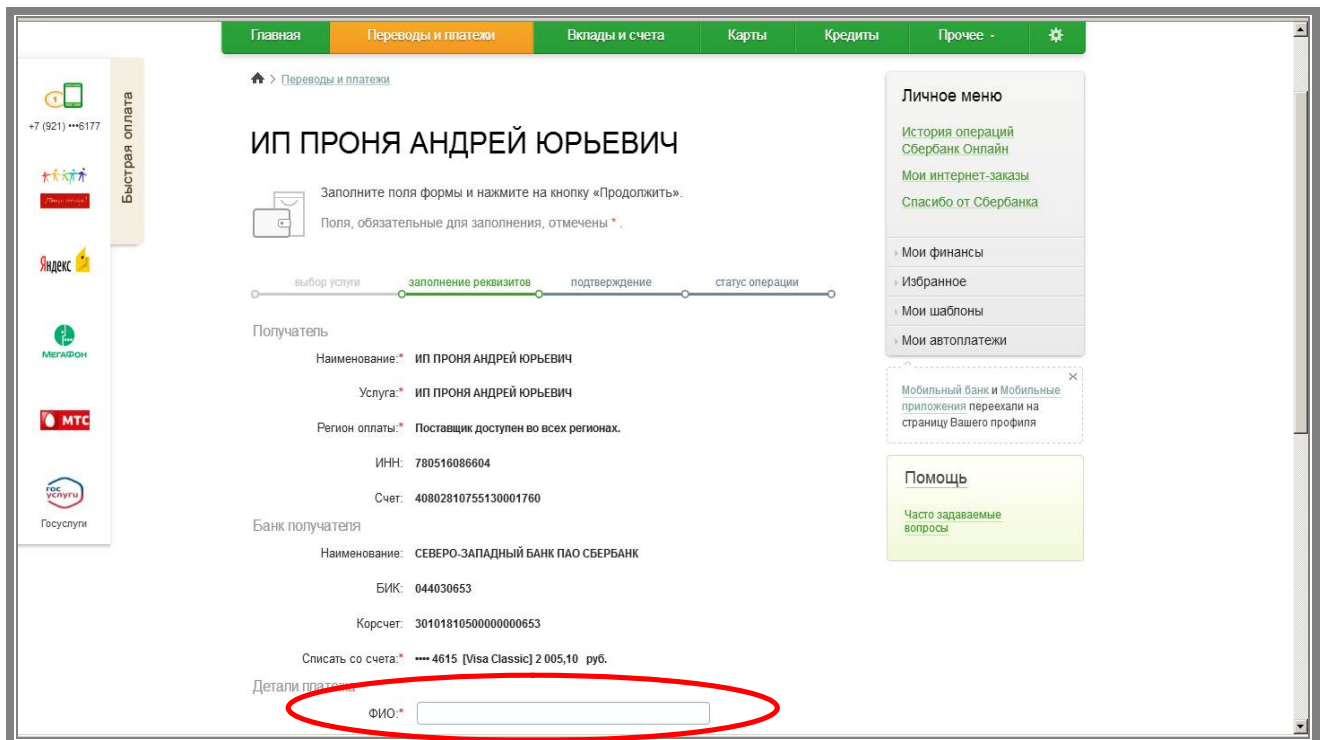 Главная Переводы и платежи Вклады и счета Карты Кредиты Прочее -
+7 (921) •••6177
Яндекс
МЕГАФОН
МТС
гос услуги
Госуслуги
Быстрая оплата
> Переводы и платежи
ИП ПРОНЯ АНДРЕЙ ЮРЬЕВИЧ
Заполните поля формы и нажмите на кнопку «Продолжить».
Поля, обязательные для заполнения, отмечены * .
выбор услуги заполнение реквизитов подтверждение статус операции
Получатель
Наименование:* ИП ПРОНЯ АНДРЕЙ ЮРЬЕВИЧ
Услуга:* ИП ПРОНЯ АНДРЕЙ ЮРЬЕВИЧ
Регион оплаты:* Поставщик доступен во всех регионах.
ИНН: 780516086604
Счет: 40802810755130001760
Банк получателя
Наименование: СЕВЕРО-ЗАПАДНЫЙ БАНК ПАО СБЕРБАНК
БИК: 044030653
Корсчет: 30101810500000000653
Списать со счета:* •••• 4615 [Visa Classic] 2 005,10 руб.
Детали платежа
ФИО:*
Личное меню
История операций
Сбербанк Онлайн
Мои интернет-заказы
Спасибо от Сбербанка
Мои финансы
Избранное
Мои шаблоны
Мои автоплатежи
Мобильный банк и Мобильные
приложения переехали на
страницу Вашего профиля
Помощь
Часто задаваемые
вопросы